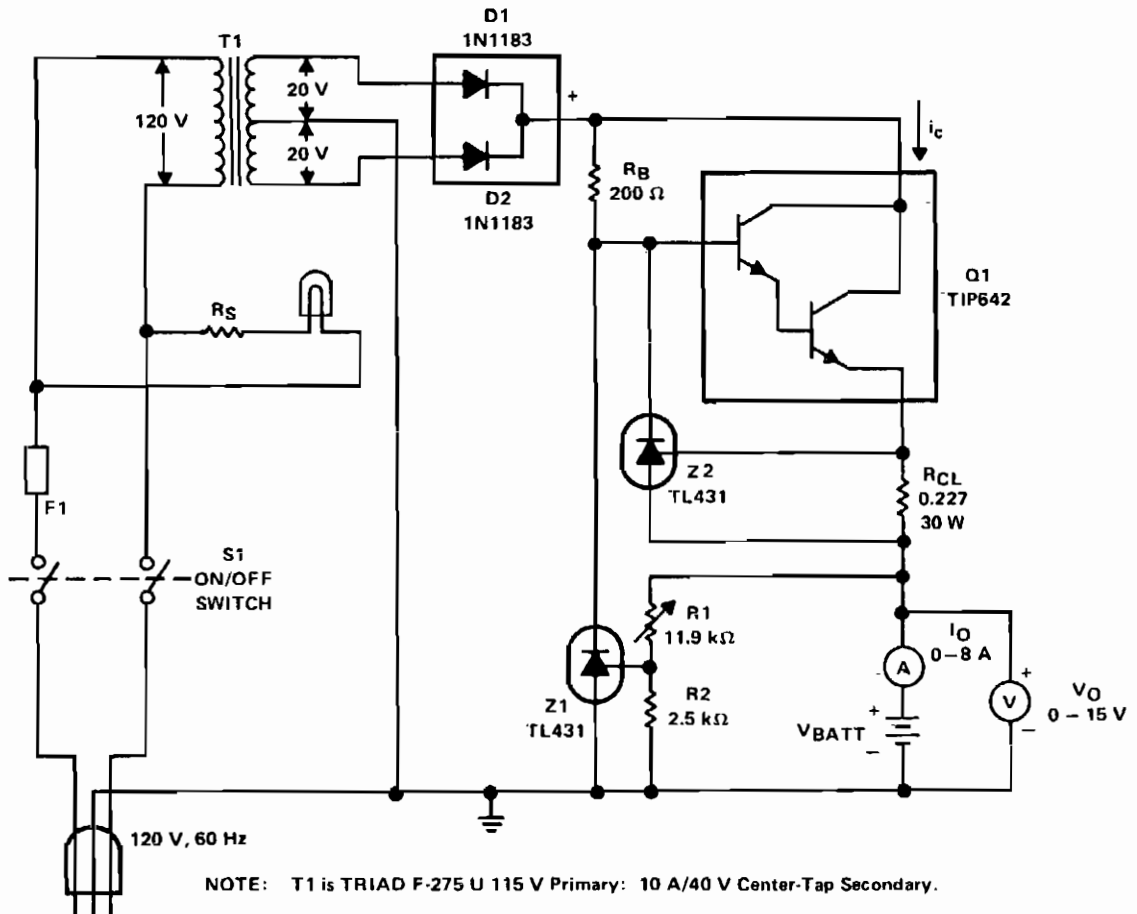 D1
1N1183
T1
20 V
120 V
20 V
+
i_c
R_B
200 Ω
D2
1N1183
Q1
TIP642
R_S
Z2
TL431
R_CL
0.227
30 W
F1
S1
ON/OFF
SWITCH
R1
11.9 kΩ
I_O
0–8 A
A
Z1
TL431
R2
2.5 kΩ
+
V_BATT
−
+
V
−
V_O
0 – 15 V
120 V, 60 Hz
NOTE: T1 is TRIAD F-275 U 115 V Primary: 10 A/40 V Center-Tap Secondary.